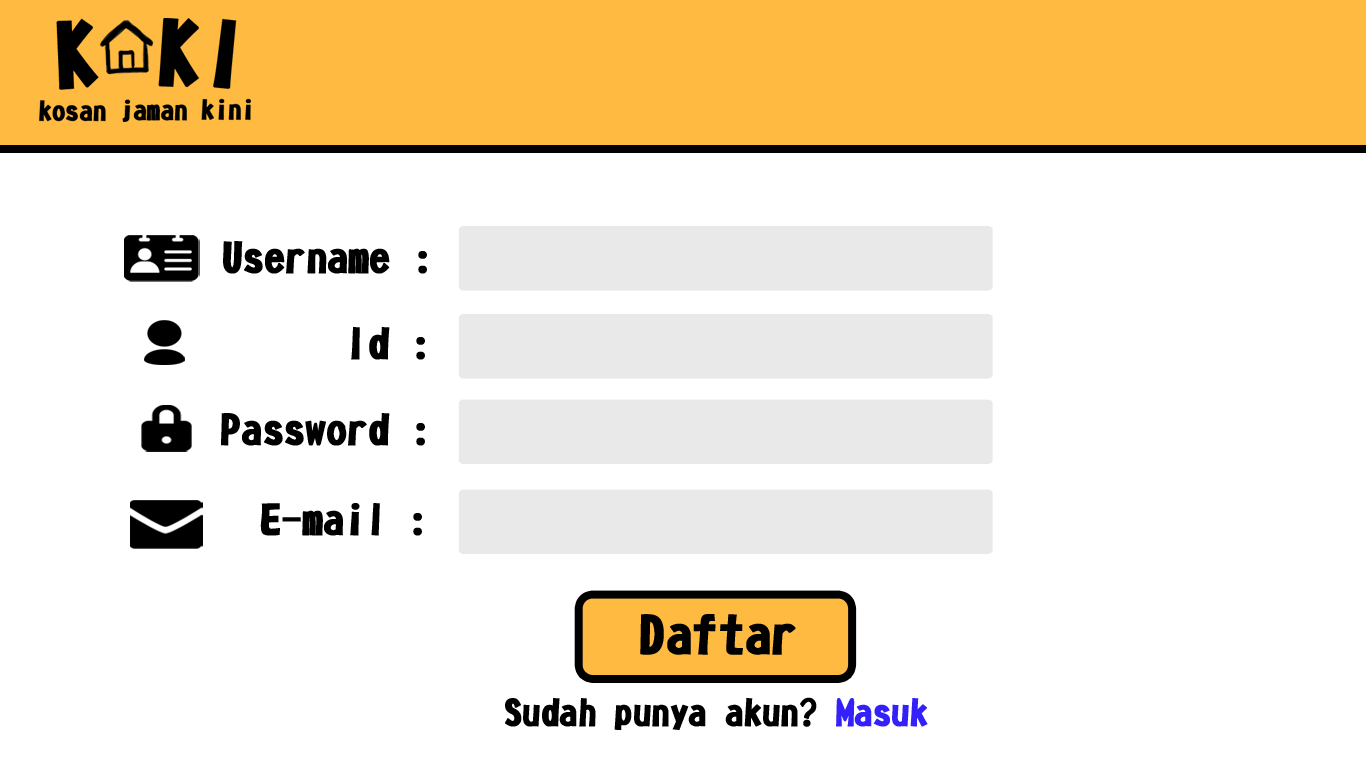 KOKI
kosan jaman kini
Username :
Id :
Password :
E-mail :
Daftar
Sudah punya akun? Masuk